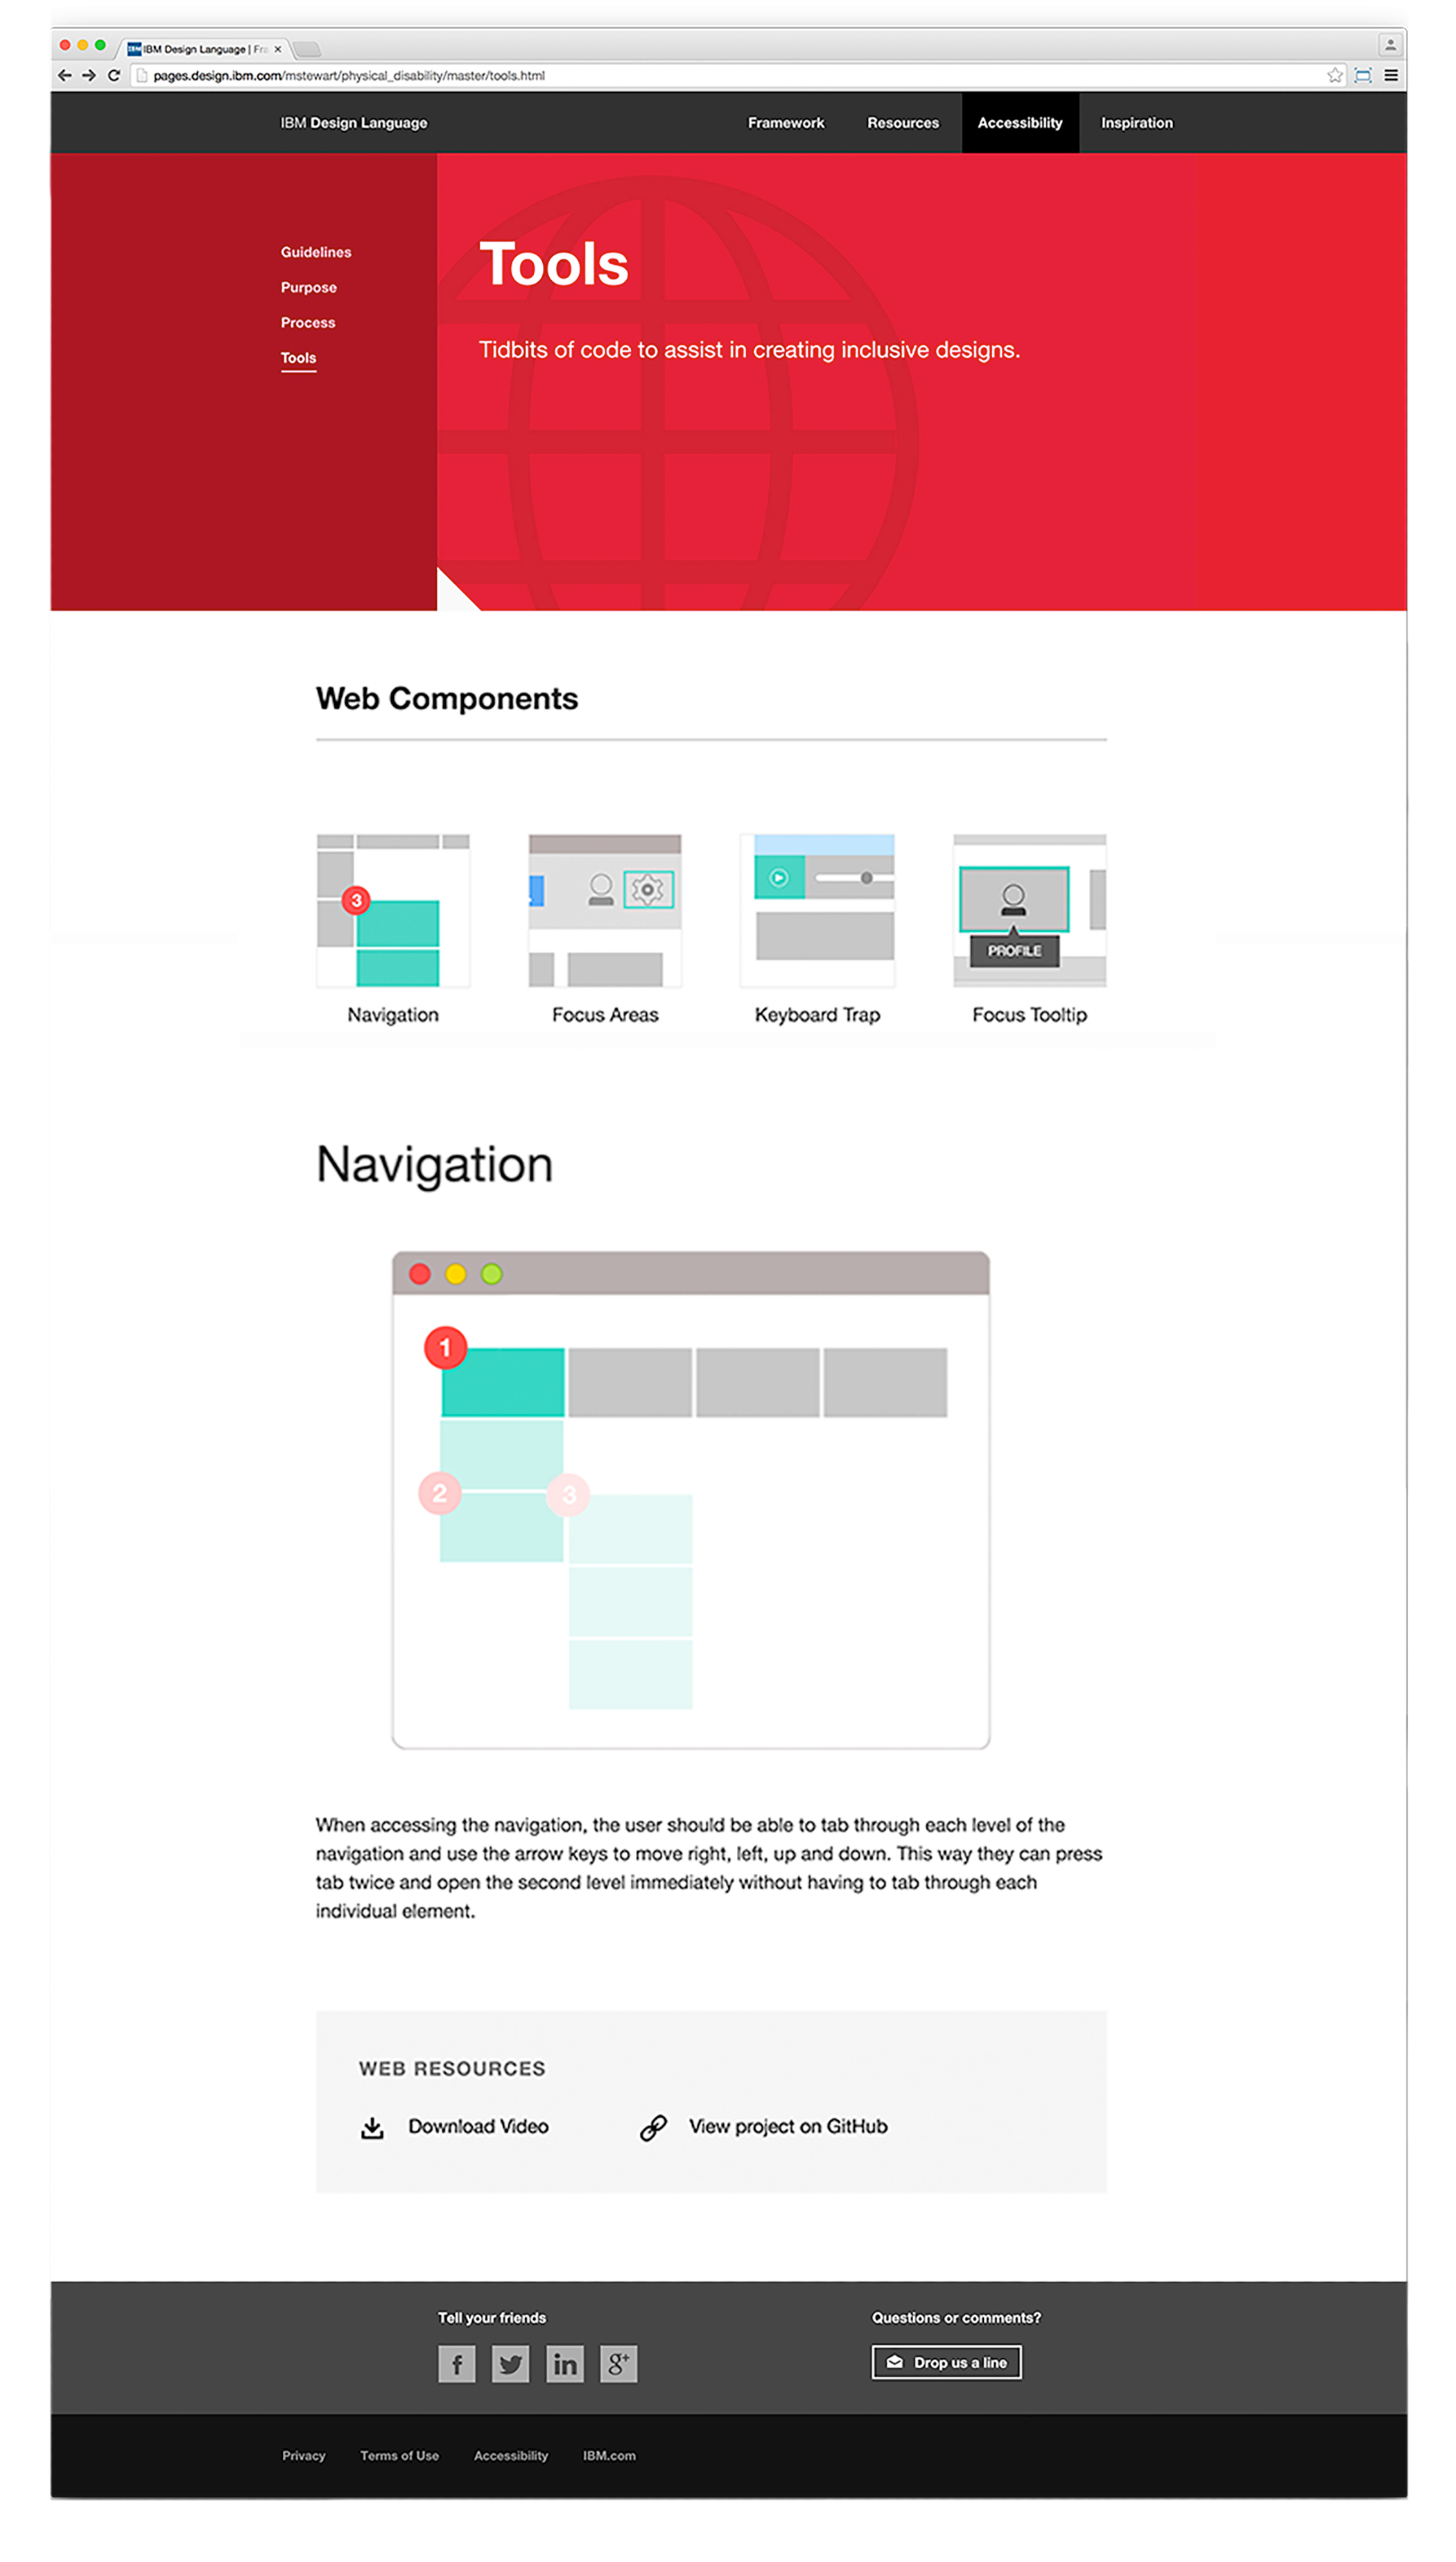 IBM Design Language | Fra
pages.design.ibm.com/mstewart/physical_disability/master/tools.html
IBM Design Language
Framework
Resources
Accessibility
Inspiration
Guidelines
Purpose
Process
Tools
Tools
Tidbits of code to assist in creating inclusive designs.
Web Components
3
PROFILE
Navigation
Focus Areas
Keyboard Trap
Focus Tooltip
Navigation
1
2
3
When accessing the navigation, the user should be able to tab through each level of the
navigation and use the arrow keys to move right, left, up and down. This way they can press
tab twice and open the second level immediately without having to tab through each
individual element.
WEB RESOURCES
Download Video
View project on GitHub
Tell your friends
Questions or comments?
f
in
g+
Drop us a line
Privacy
Terms of Use
Accessibility
IBM.com